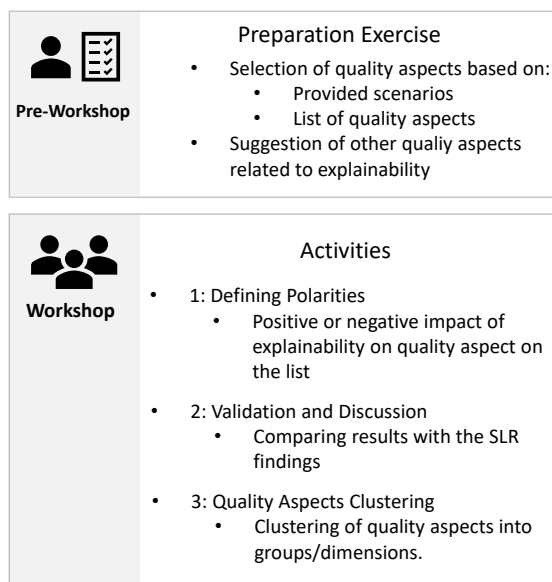 Preparation Exercise
Pre-Workshop
• Selection of quality aspects based on:
• Provided scenarios
• List of quality aspects
• Suggestion of other qualiy aspects
related to explainability
Activities
Workshop
• 1: Defining Polarities
• Positive or negative impact of
explainability on quality aspect on
the list
• 2: Validation and Discussion
• Comparing results with the SLR
findings
• 3: Quality Aspects Clustering
• Clustering of quality aspects into
groups/dimensions.